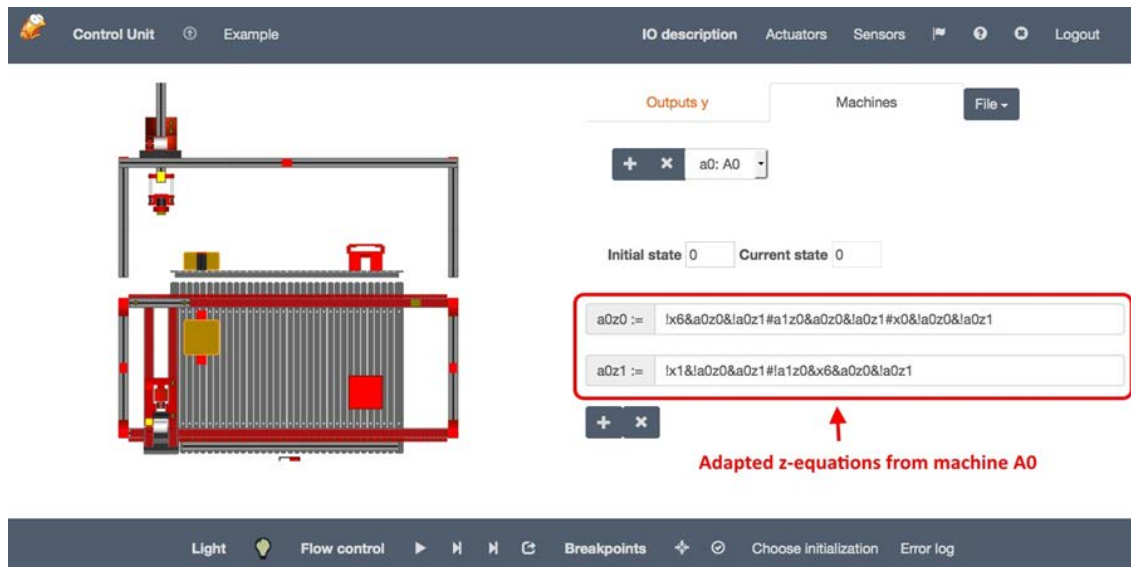 Control Unit Example IO description Actuators Sensors Logout
Outputs y Machines File
a0: A0
Initial state 0 Current state 0
a0z0 := !x6&a0z0&!a0z1#a1z0&a0z0&!a0z1#x0&!a0z0&!a0z1
a0z1 := !x1&!a0z0&a0z1#!a1z0&x6&a0z0&!a0z1
Adapted z-equations from machine A0
Light Flow control Breakpoints Choose initialization Error log